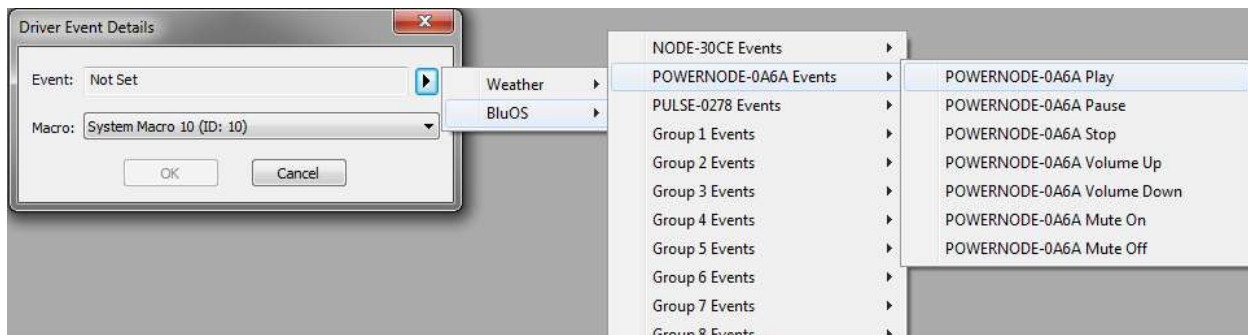 Driver Event Details
Event: Not Set
Macro: System Macro 10 (ID: 10)
OK Cancel
Weather
BluOS
NODE-30CE Events
POWERNODE-0A6A Events
PULSE-0278 Events
Group 1 Events
Group 2 Events
Group 3 Events
Group 4 Events
Group 5 Events
Group 6 Events
Group 7 Events
Group 8 Events
POWERNODE-0A6A Play
POWERNODE-0A6A Pause
POWERNODE-0A6A Stop
POWERNODE-0A6A Volume Up
POWERNODE-0A6A Volume Down
POWERNODE-0A6A Mute On
POWERNODE-0A6A Mute Off